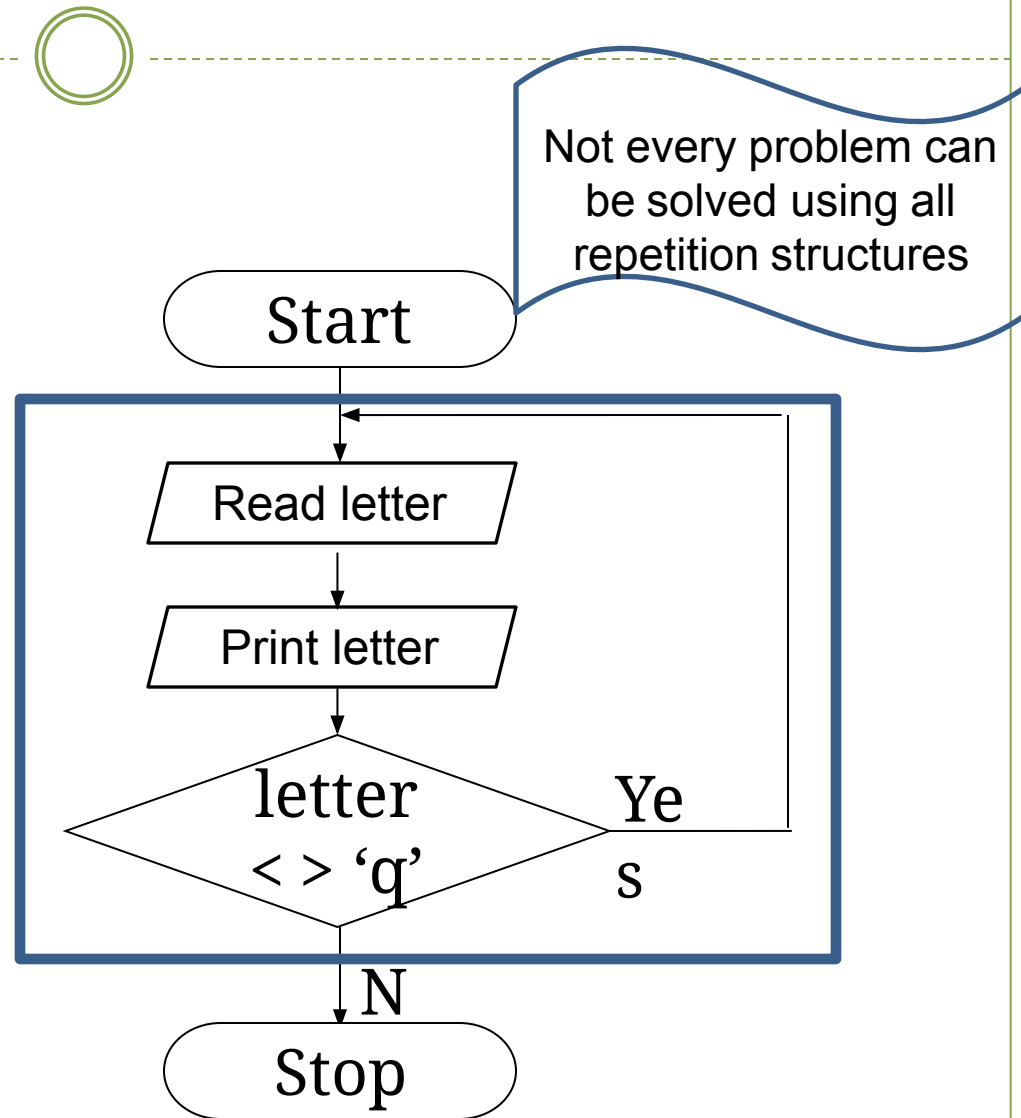 Not every problem can
be solved using all
repetition structures
Start
Read letter
Print letter
letter
< > ‘q’
Ye
s
N
Stop